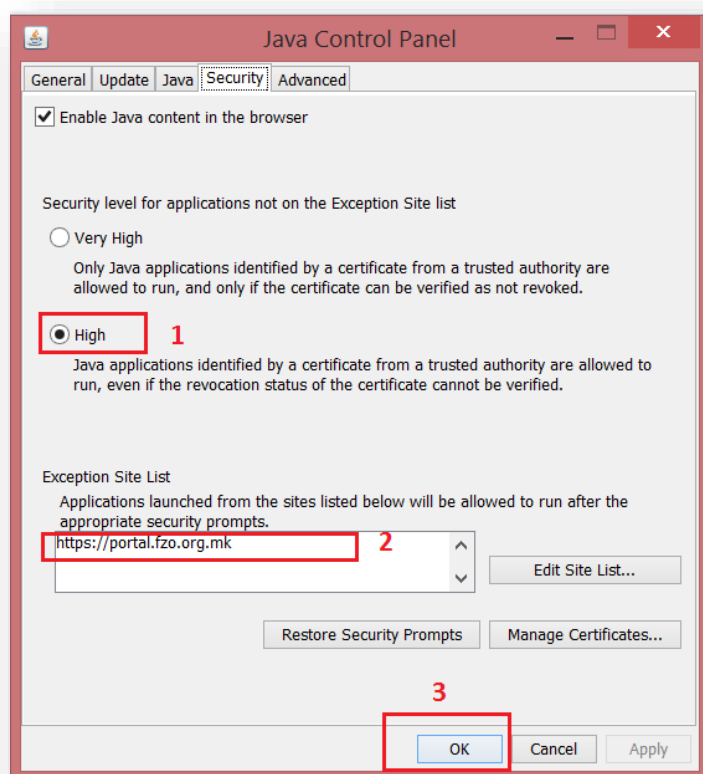 Java Control Panel
General Update Java Security Advanced
Enable Java content in the browser
Security level for applications not on the Exception Site list
Very High
Only Java applications identified by a certificate from a trusted authority are
allowed to run, and only if the certificate can be verified as not revoked.
High 1
Java applications identified by a certificate from a trusted authority are allowed to
run, even if the revocation status of the certificate cannot be verified.
Exception Site List
Applications launched from the sites listed below will be allowed to run after the
appropriate security prompts.
https://portal.fzo.org.mk 2
Edit Site List...
Restore Security Prompts Manage Certificates...
3
OK Cancel Apply